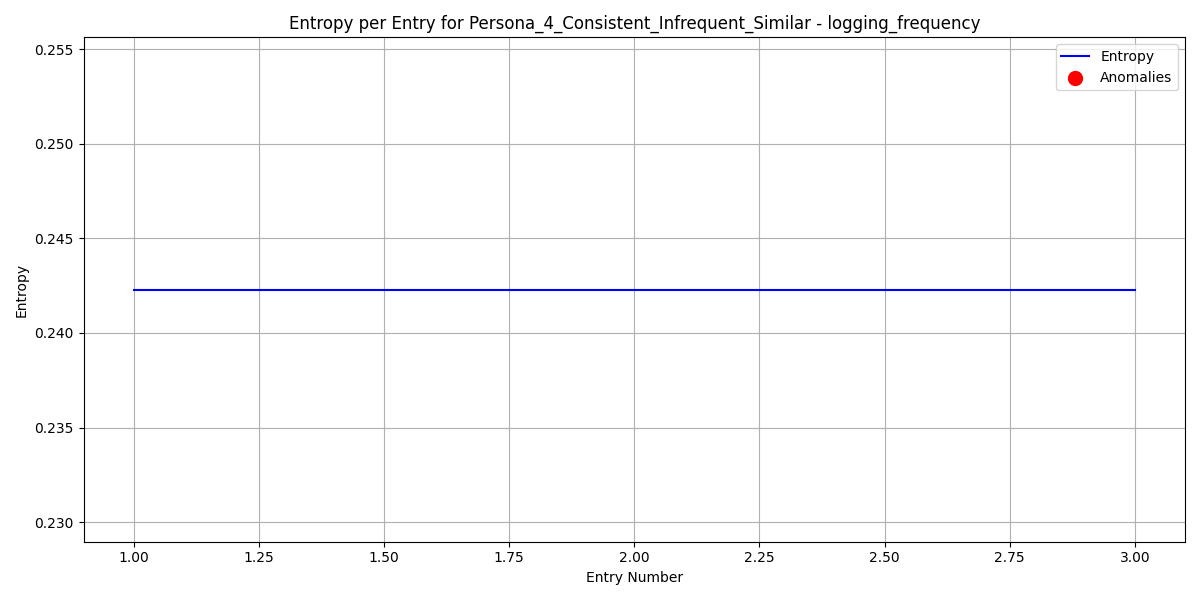 Entropy per Entry for Persona_4_Consistent_Infrequent_Similar - logging_frequency
Entropy
Anomalies
0.255
0.250
0.245
0.240
0.235
0.230
Entropy
1.00 1.25 1.50 1.75 2.00 2.25 2.50 2.75 3.00
Entry Number